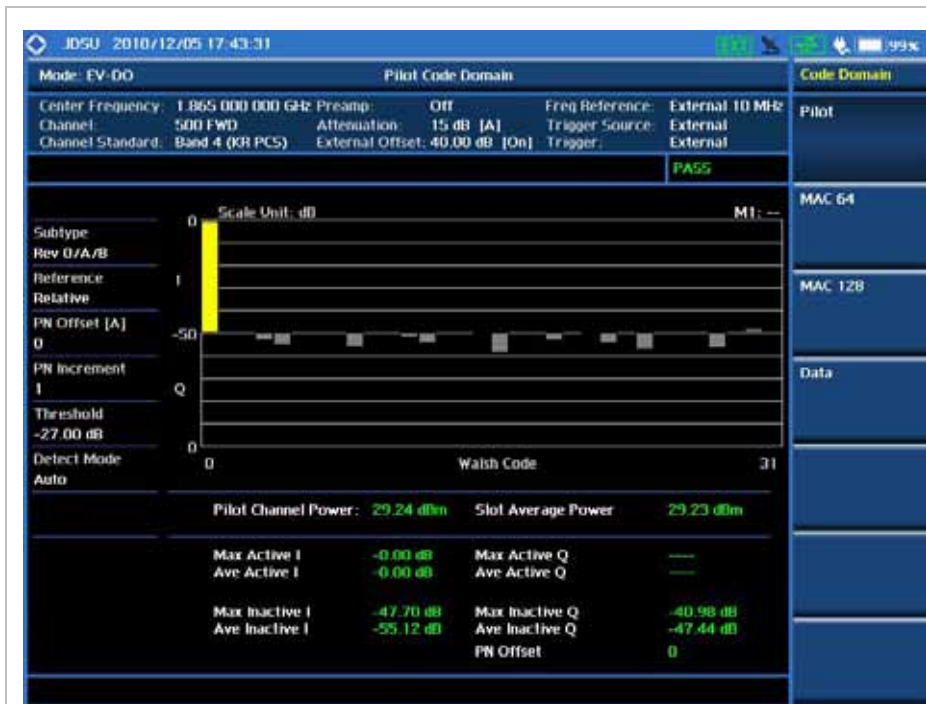 JDSU 2010/12/05 17:43:31
99%
Mode: EV-DO
Pilot Code Domain
Code Domain
Center Frequency: 1.865 000 000 GHz Preamp: Off Freq Reference: External 10 MHz
Channel: 500 FWD Attenuation: 15 dB [A] Trigger Source: External
Channel Standard: Band 4 (KR PCS) External Offset: 40.00 dB [On] Trigger: External
PASS
Pilot
MAC 64
MAC 128
Data
Subtype
Rev 0/A/B
Reference
Relative
PN Offset [A]
0
PN Increment
1
Threshold
-27.00 dB
Detect Mode
Auto
Scale Unit: dB
M1: --
0
I
-50
Q
0
0 Walsh Code 31
Pilot Channel Power: 29.24 dBm Slot Average Power 29.23 dBm
Max Active I -0.00 dB Max Active Q ----
Ave Active I -0.00 dB Ave Active Q ----
Max Inactive I -47.70 dB Max Inactive Q -40.98 dB
Ave Inactive I -55.12 dB Ave Inactive Q -47.44 dB
PN Offset 0